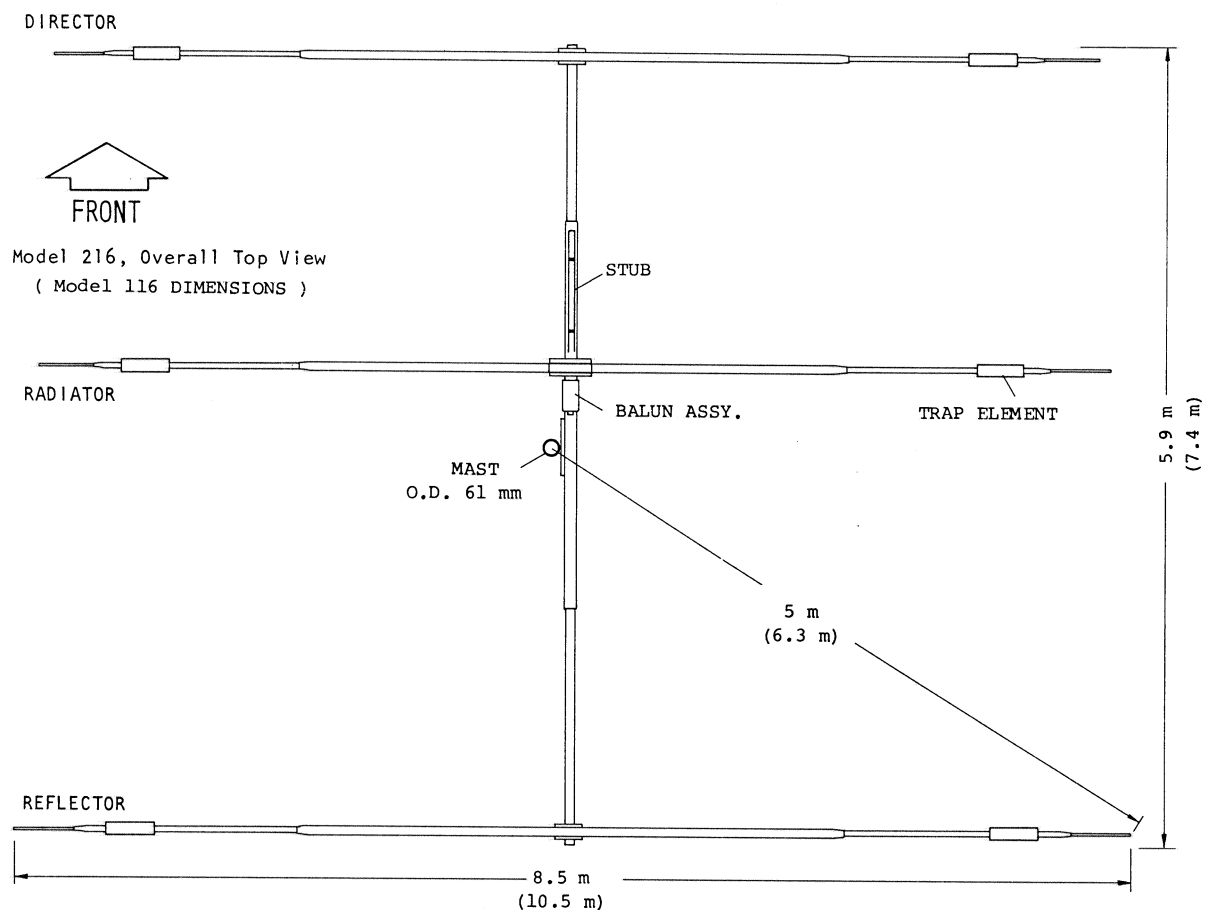 DIRECTOR
FRONT
Model 216, Overall Top View
( Model 116 DIMENSIONS )
STUB
RADIATOR
BALUN ASSY.
TRAP ELEMENT
MAST
O.D. 61 mm
5.9 m
(7.4 m)
5 m
(6.3 m)
REFLECTOR
8.5 m
(10.5 m)